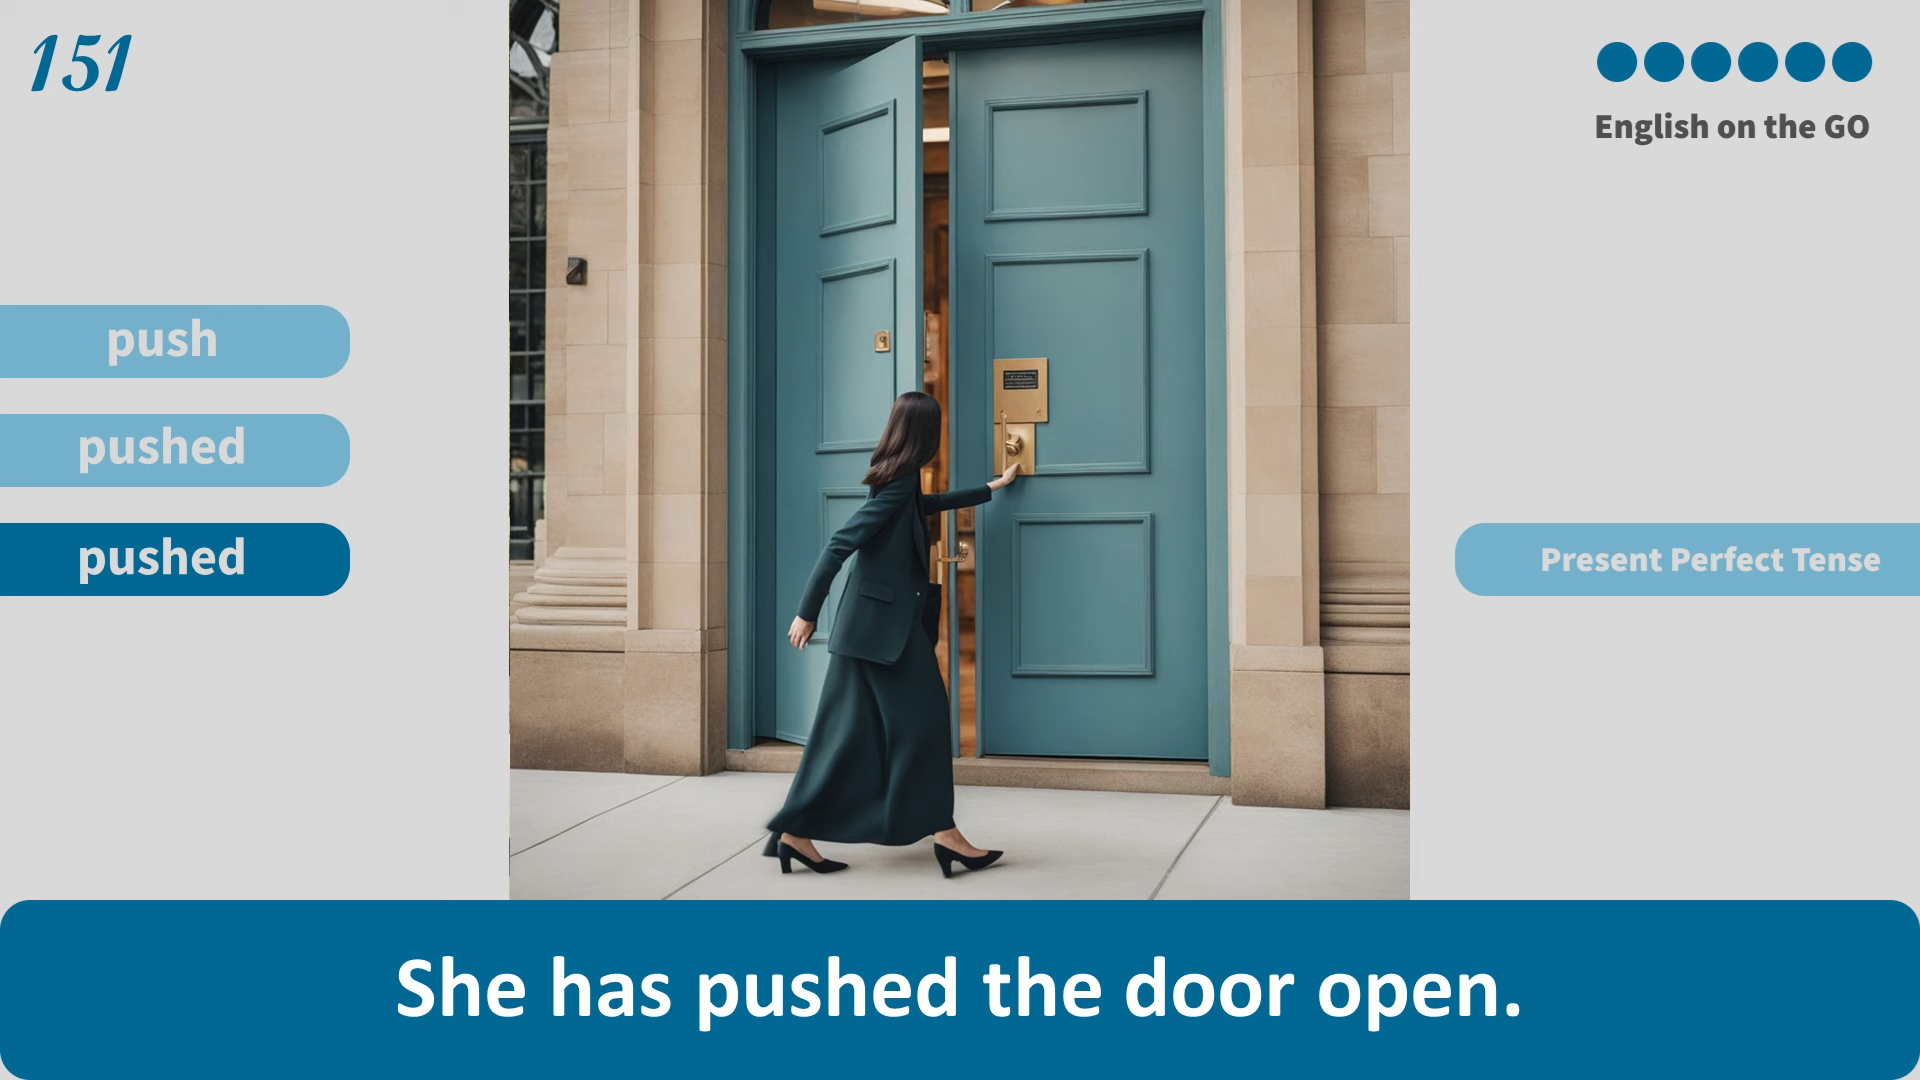 151
English on the GO
push
pushed
pushed
Present Perfect Tense
She has pushed the door open.